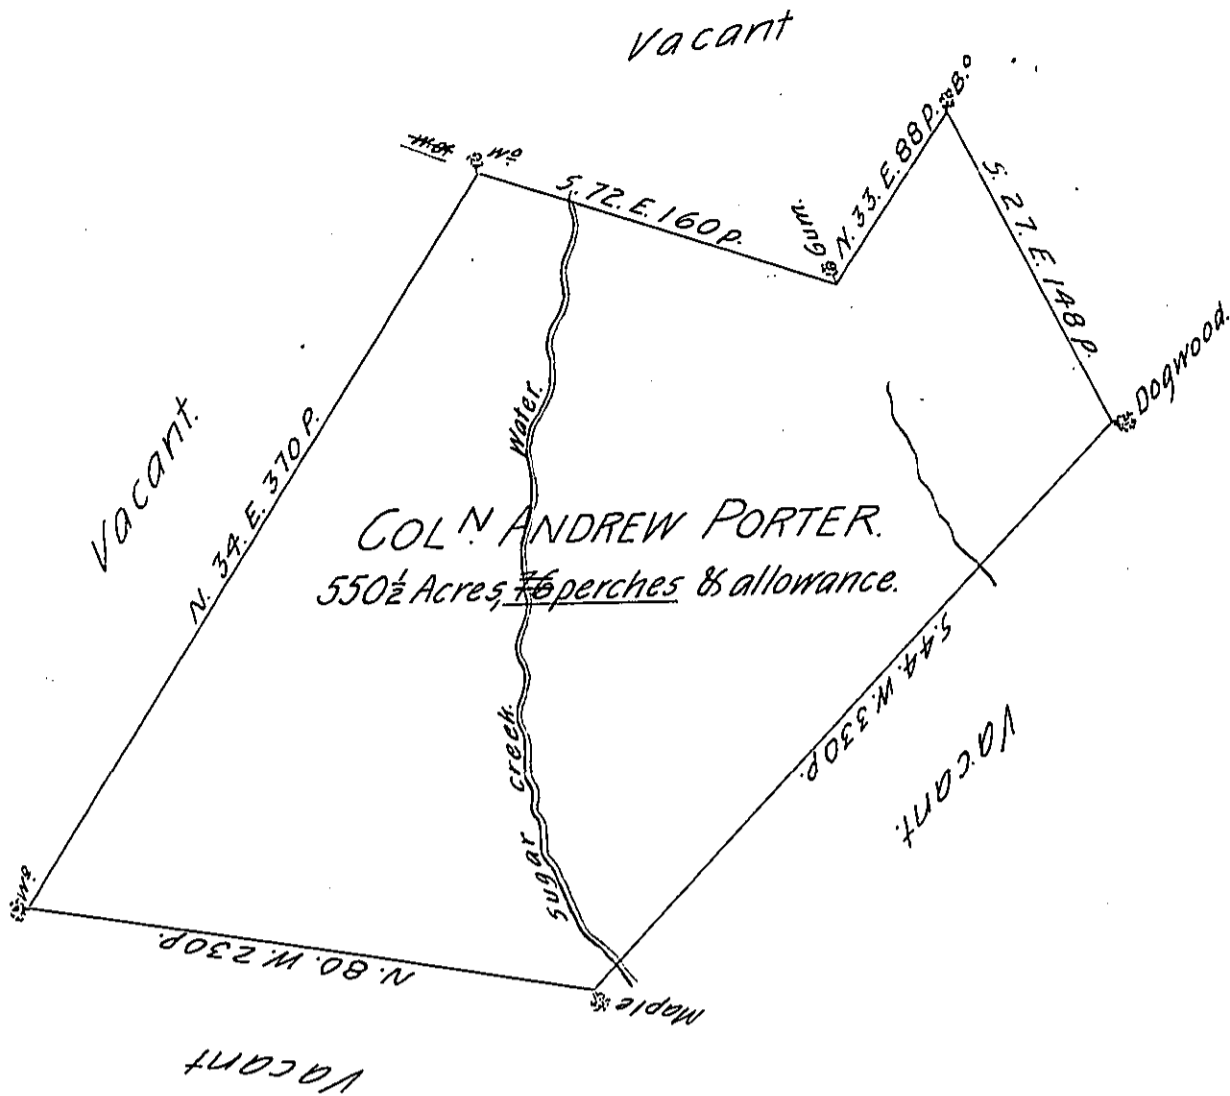 Vacant
W.o
S. 72. E. 160 p.
Gum.
N. 33. E. 88 P.
B.o
S. 27. E. 148 P.
Dogwood.
Vacant.
N. 34. E. 370 P.
Water.
COL.N ANDREW PORTER.
550½ Acres, 76 perches & allowance.
S. 44. W. 330 P.
Vacant.
Sugar Creek.
W.o
N. 80. W. 230 P.
Maple
Vacant